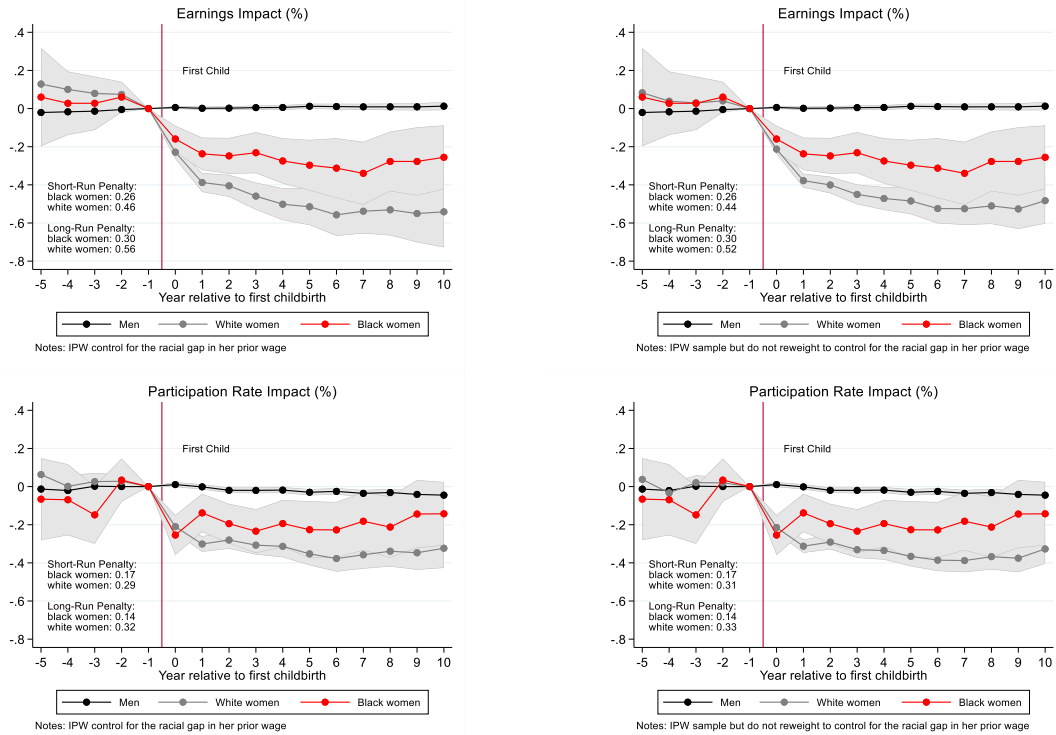 Earnings Impact (%)
.4
.2
0
-.2
-.4
-.6
-.8
First Child
Short-Run Penalty:
black women: 0.26
white women: 0.46
Long-Run Penalty:
black women: 0.30
white women: 0.56
-5 -4 -3 -2 -1 0 1 2 3 4 5 6 7 8 9 10
Year relative to first childbirth
Men White women Black women
Notes: IPW control for the racial gap in her prior wage
Earnings Impact (%)
.4
.2
0
-.2
-.4
-.6
-.8
First Child
Short-Run Penalty:
black women: 0.26
white women: 0.44
Long-Run Penalty:
black women: 0.30
white women: 0.52
-5 -4 -3 -2 -1 0 1 2 3 4 5 6 7 8 9 10
Year relative to first childbirth
Men White women Black women
Notes: IPW sample but do not reweight to control for the racial gap in her prior wage
Participation Rate Impact (%)
.4
.2
0
-.2
-.4
-.6
-.8
First Child
Short-Run Penalty:
black women: 0.17
white women: 0.29
Long-Run Penalty:
black women: 0.14
white women: 0.32
-5 -4 -3 -2 -1 0 1 2 3 4 5 6 7 8 9 10
Year relative to first childbirth
Men White women Black women
Notes: IPW control for the racial gap in her prior wage
Participation Rate Impact (%)
.4
.2
0
-.2
-.4
-.6
-.8
First Child
Short-Run Penalty:
black women: 0.17
white women: 0.31
Long-Run Penalty:
black women: 0.14
white women: 0.33
-5 -4 -3 -2 -1 0 1 2 3 4 5 6 7 8 9 10
Year relative to first childbirth
Men White women Black women
Notes: IPW sample but do not reweight to control for the racial gap in her prior wage